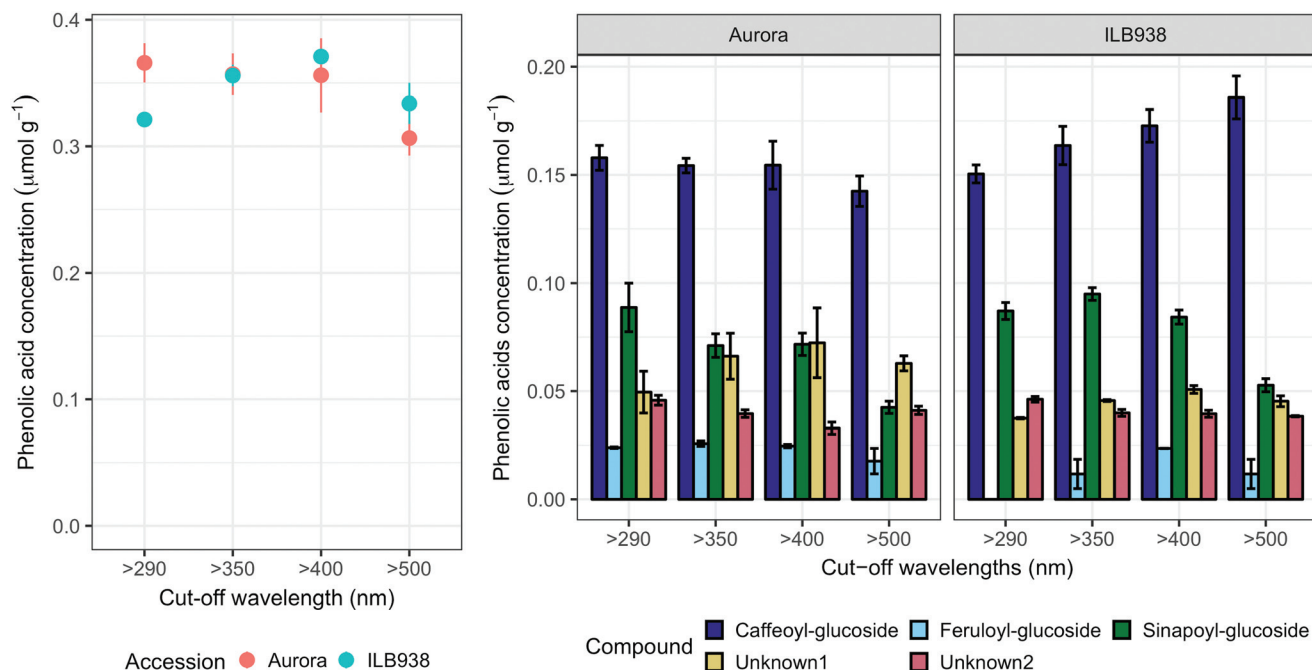 Phenolic acid concentration (μmol g⁻¹)
0.4
0.3
0.2
0.1
0.0
>290 >350 >400 >500
Cut-off wavelength (nm)
Accession Aurora ILB938
Phenolic acids concentration (μmol g⁻¹)
Aurora ILB938
0.20
0.15
0.10
0.05
0.00
>290 >350 >400 >500 >290 >350 >400 >500
Cut−off wavelengths (nm)
Compound
Caffeoyl-glucoside Feruloyl-glucoside Sinapoyl-glucoside
Unknown1 Unknown2